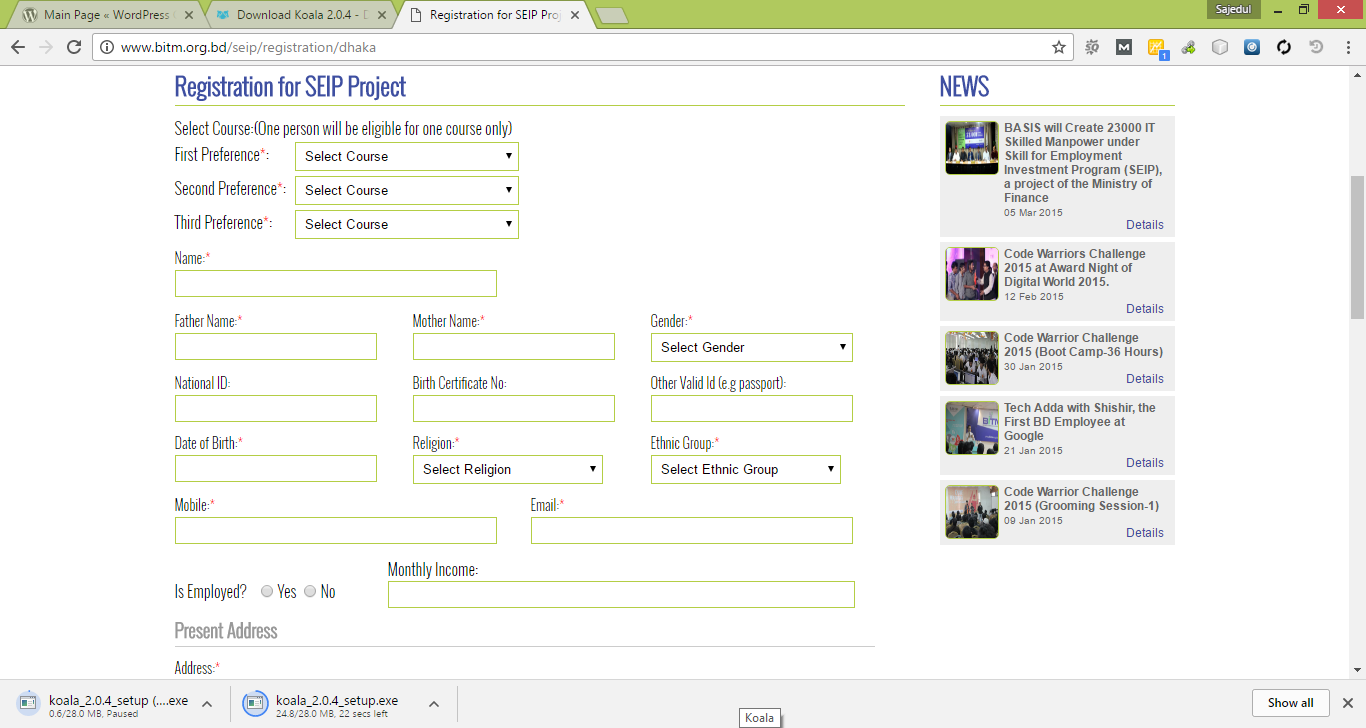 Main Page « WordPress
Download Koala 2.0.4 - D
Registration for SEIP Proj
Sajedul
www.bitm.org.bd/seip/registration/dhaka
1
Registration for SEIP Project
Select Course:(One person will be eligible for one course only)
First Preference*: Select Course
Second Preference*: Select Course
Third Preference*: Select Course
Name:*
Father Name:* Mother Name:* Gender:*
Select Gender
National ID: Birth Certificate No: Other Valid Id (e.g passport):
Date of Birth:* Religion:* Ethnic Group:*
Select Religion Select Ethnic Group
Mobile:* Email:*
Monthly Income:
Is Employed? Yes No
Present Address
Address:*
NEWS
BASIS will Create 23000 IT
Skilled Manpower under
Skill for Employment
Investment Program (SEIP),
a project of the Ministry of
Finance
05 Mar 2015
Details
Code Warriors Challenge
2015 at Award Night of
Digital World 2015.
12 Feb 2015
Details
Code Warrior Challenge
2015 (Boot Camp-36 Hours)
30 Jan 2015
Details
Tech Adda with Shishir, the
First BD Employee at
Google
21 Jan 2015
Details
Code Warrior Challenge
2015 (Grooming Session-1)
09 Jan 2015
Details
koala_2.0.4_setup (....exe
0.6/28.0 MB, Paused
koala_2.0.4_setup.exe
24.8/28.0 MB, 22 secs left
Koala
Show all